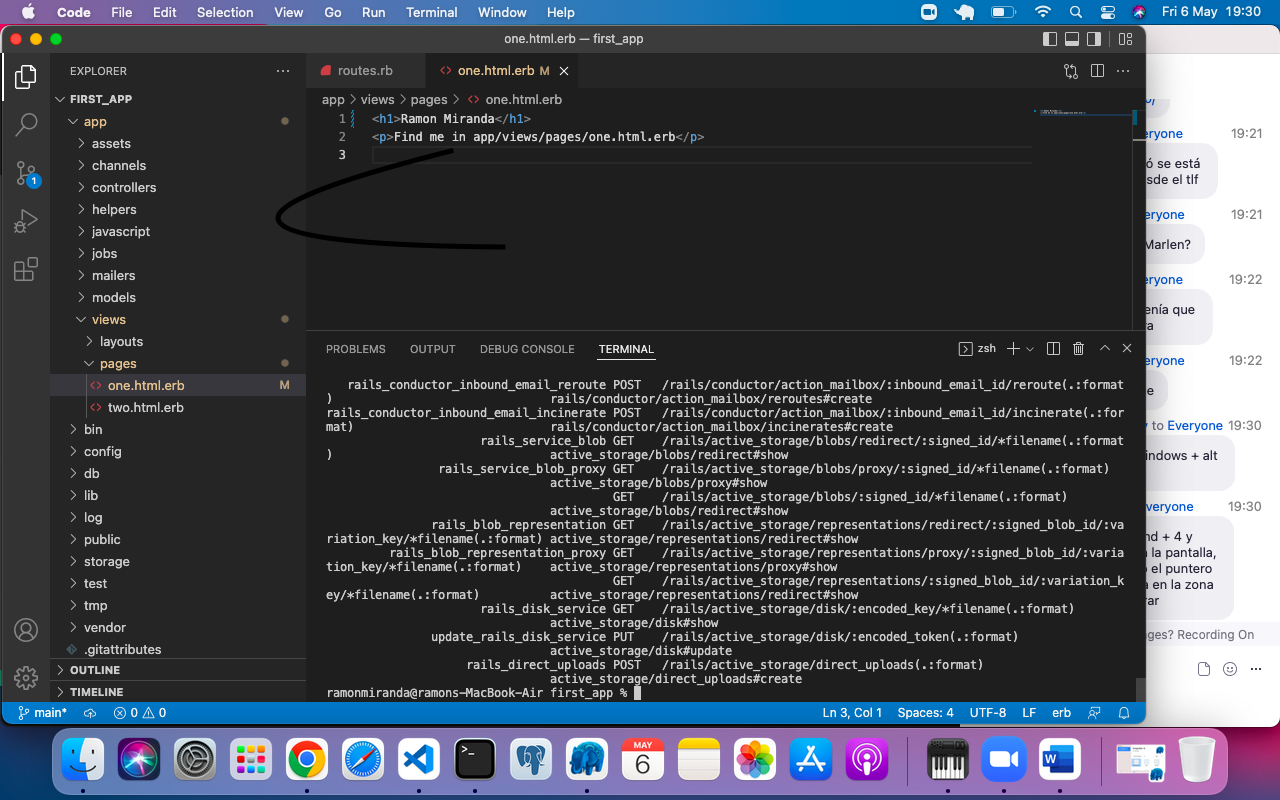 Code File Edit Selection View Go Run Terminal Window Help Fri 6 May 19:30
one.html.erb — first_app
EXPLORER
routes.rb one.html.erb M
FIRST_APP
app > views > pages > one.html.erb
app
assets
channels
controllers
helpers
javascript
jobs
mailers
models
views
layouts
pages
one.html.erb M
two.html.erb
bin
config
db
lib
log
public
storage
test
tmp
vendor
.gitattributes
OUTLINE
TIMELINE
1
1 <h1>Ramon Miranda</h1>
2 <p>Find me in app/views/pages/one.html.erb</p>
3
PROBLEMS OUTPUT DEBUG CONSOLE TERMINAL zsh
rails_conductor_inbound_email_reroute POST /rails/conductor/action_mailbox/:inbound_email_id/reroute(.:format
) rails/conductor/action_mailbox/reroutes#create
rails_conductor_inbound_email_incinerate POST /rails/conductor/action_mailbox/:inbound_email_id/incinerate(.:for
mat) rails/conductor/action_mailbox/incinerates#create
rails_service_blob GET /rails/active_storage/blobs/redirect/:signed_id/*filename(.:format
) active_storage/blobs/redirect#show
rails_service_blob_proxy GET /rails/active_storage/blobs/proxy/:signed_id/*filename(.:format)
active_storage/blobs/proxy#show
GET /rails/active_storage/blobs/:signed_id/*filename(.:format)
active_storage/blobs/redirect#show
rails_blob_representation GET /rails/active_storage/representations/redirect/:signed_blob_id/:va
riation_key/*filename(.:format) active_storage/representations/redirect#show
rails_blob_representation_proxy GET /rails/active_storage/representations/proxy/:signed_blob_id/:varia
tion_key/*filename(.:format) active_storage/representations/proxy#show
GET /rails/active_storage/representations/:signed_blob_id/:variation_k
ey/*filename(.:format) active_storage/representations/redirect#show
rails_disk_service GET /rails/active_storage/disk/:encoded_key/*filename(.:format)
active_storage/disk#show
update_rails_disk_service PUT /rails/active_storage/disk/:encoded_token(.:format)
active_storage/disk#update
rails_direct_uploads POST /rails/active_storage/direct_uploads(.:format)
active_storage/direct_uploads#create
ramonmiranda@ramons-MacBook-Air first_app %
main* 0 0 Ln 3, Col 1 Spaces: 4 UTF-8 LF erb
eryone 19:21
ó se está
sde el tlf
eryone 19:21
Marlen?
eryone 19:22
enía que
ra
eryone 19:22
e
to Everyone 19:30
indows + alt
veryone 19:30
nd + 4 y
la pantalla,
el puntero
a en la zona
rar
ges? Recording On
MAY
6